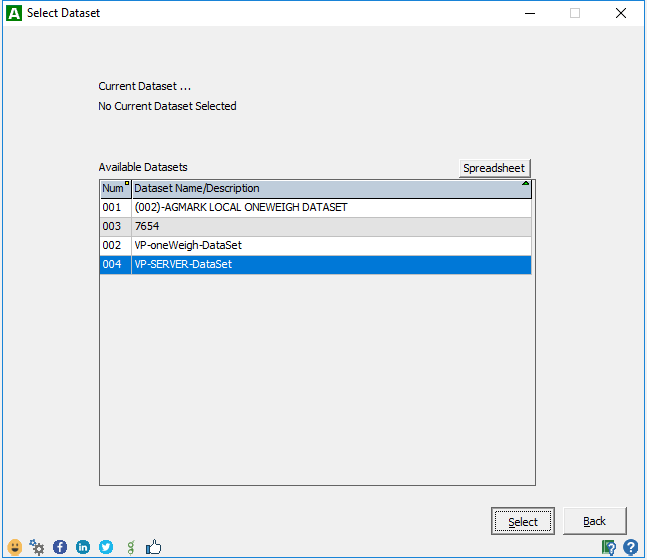 A Select Dataset
Current Dataset ...
No Current Dataset Selected
Available Datasets Spreadsheet
Num Dataset Name/Description
001 (002)-AGMARK LOCAL ONEWEIGH DATASET
003 7654
002 VP-oneWeigh-DataSet
004 VP-SERVER-DataSet
Select Back